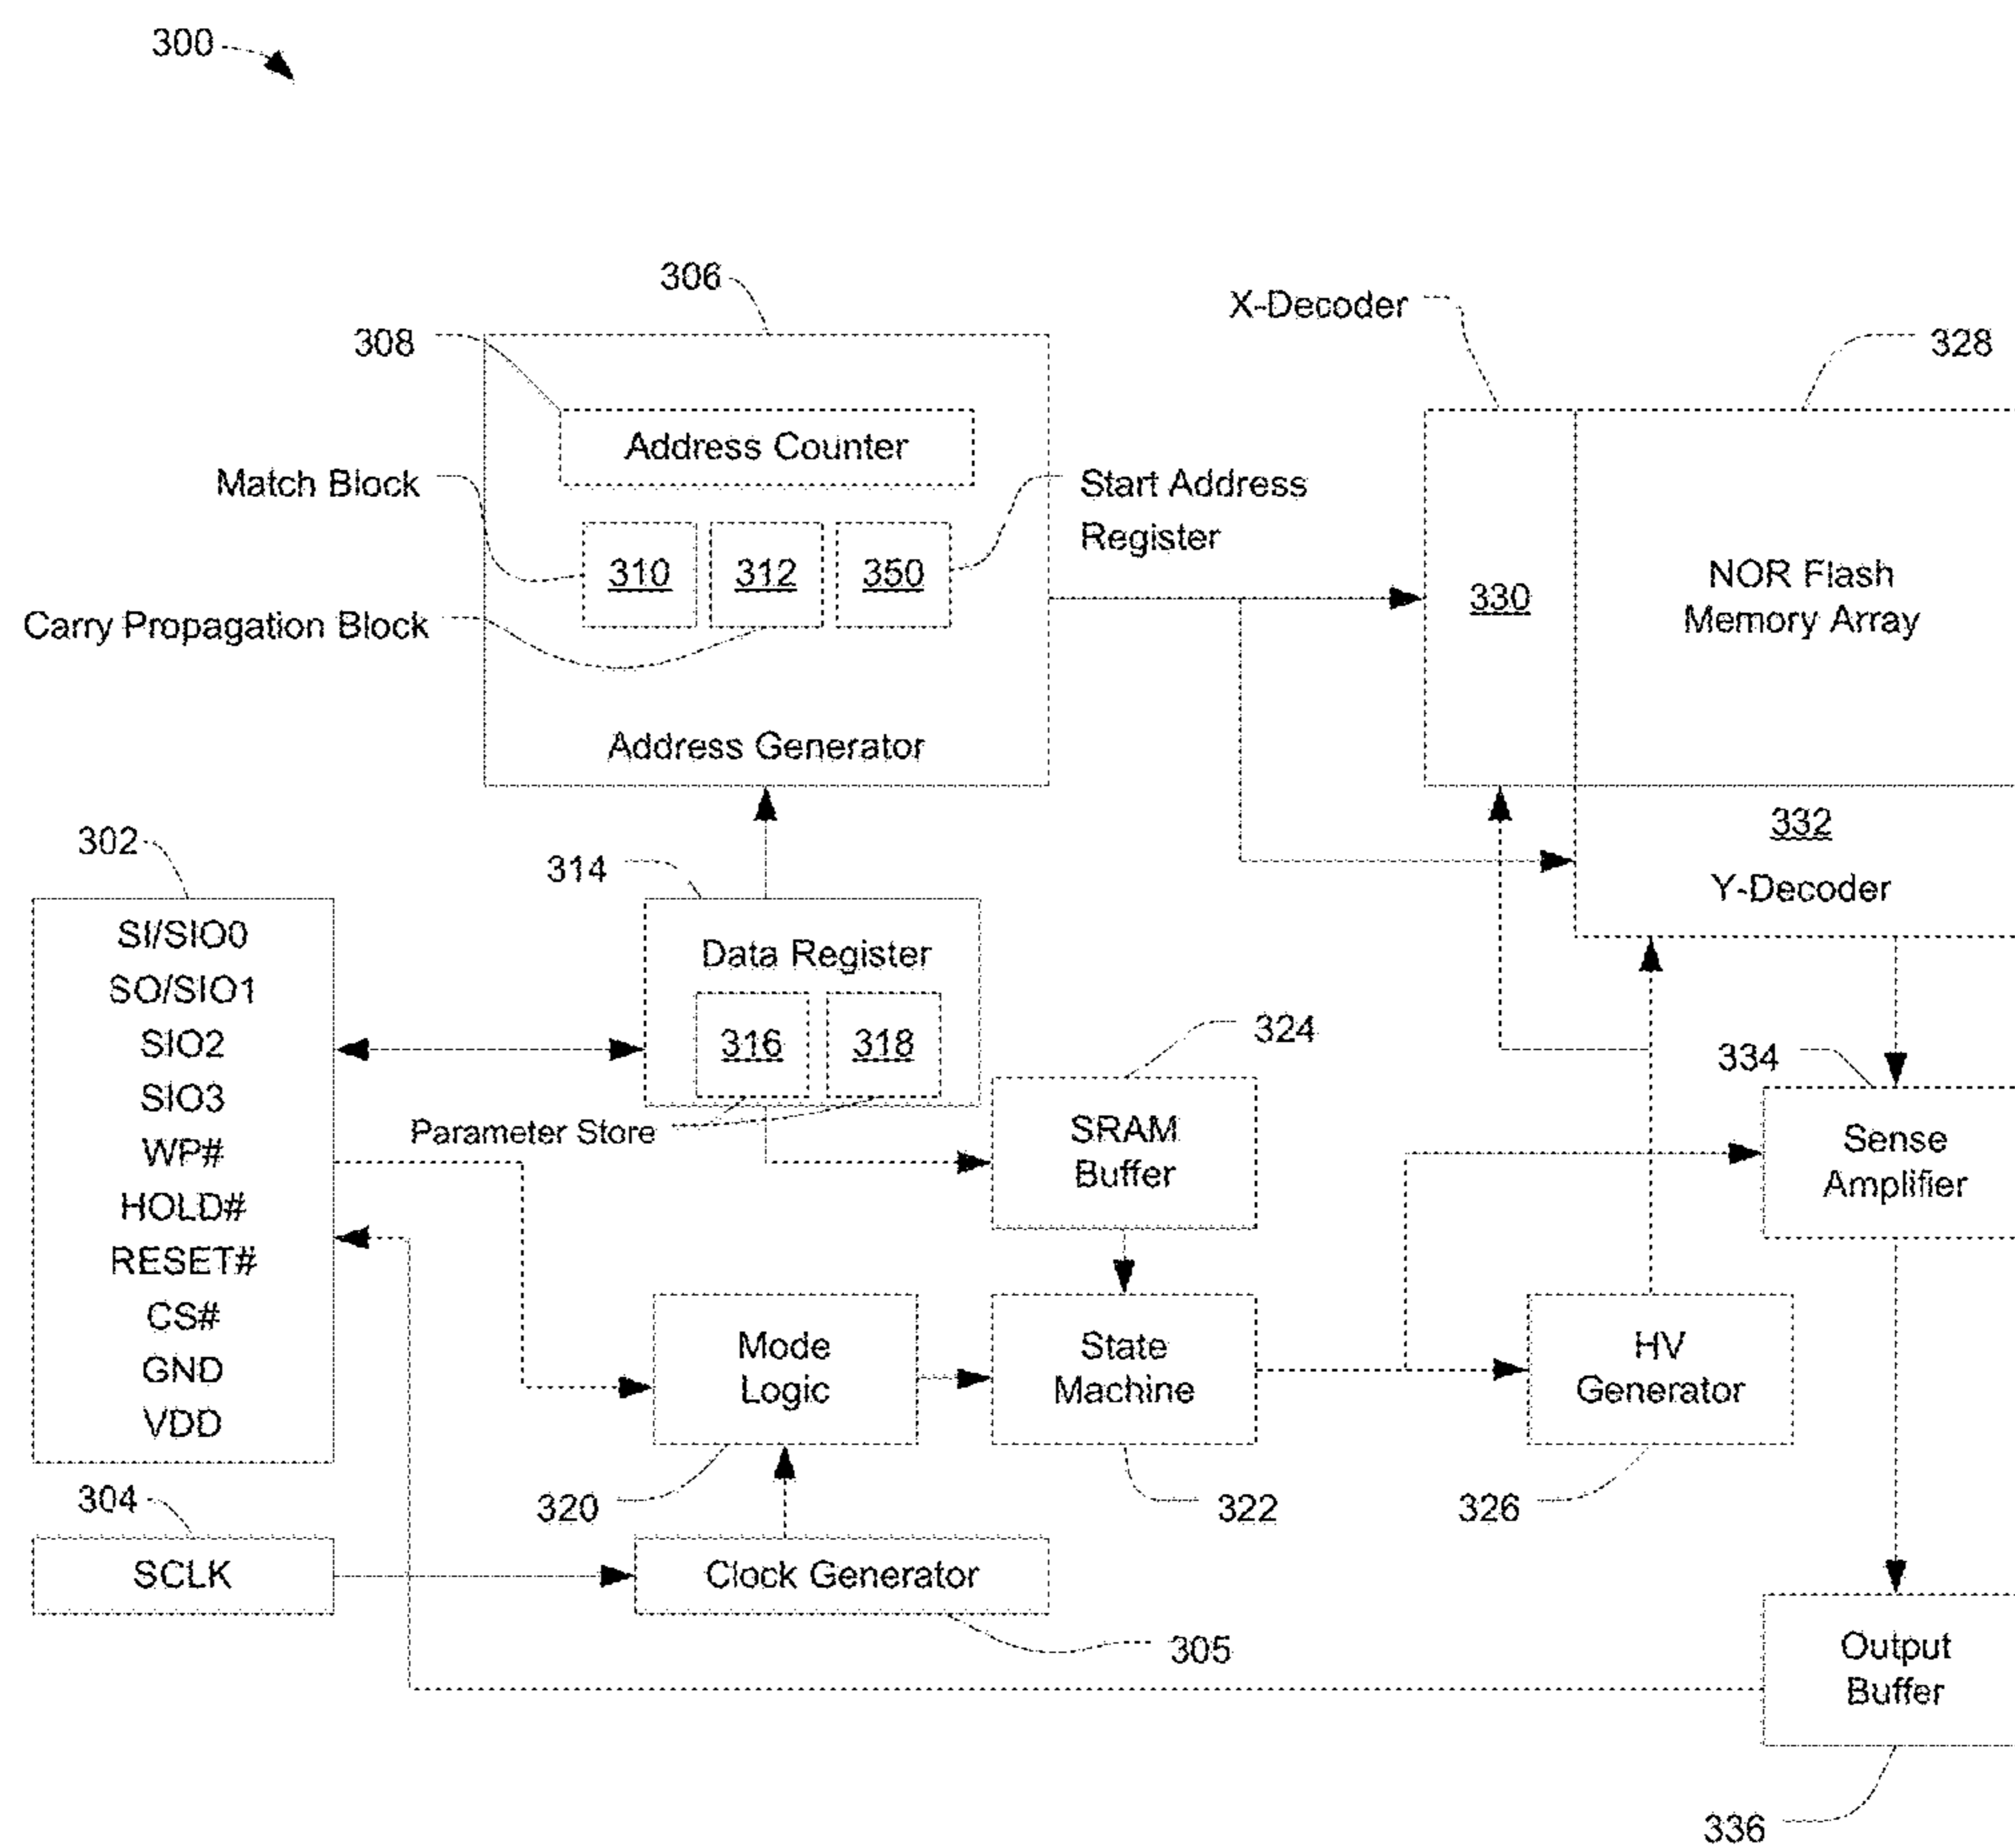 300
306
X-Decoder
308
328
Address Counter
Match Block
Start Address
Register
310
312
350
330
NOR Flash
Memory Array
Carry Propagation Block
Address Generator
332
Y-Decoder
302
314
SI/SIO0
SO/SIO1
SIO2
SIO3
WP#
HOLD#
RESET#
CS#
GND
VDD
Data Register
316
318
Parameter Store
324
SRAM
Buffer
334
Sense
Amplifier
Mode
Logic
State
Machine
HV
Generator
320
322
326
304
SCLK
Clock Generator
305
Output
Buffer
336